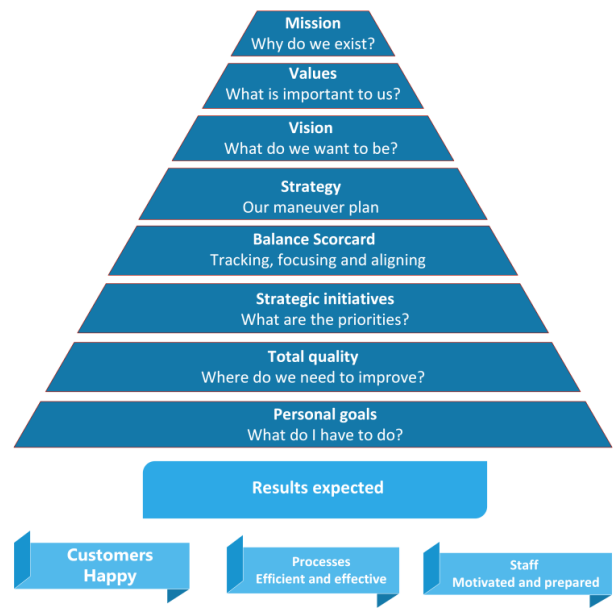 Mission
Why do we exist?
Values
What is important to us?
Vision
What do we want to be?
Strategy
Our maneuver plan
Balance Scorcard
Tracking, focusing and aligning
Strategic initiatives
What are the priorities?
Total quality
Where do we need to improve?
Personal goals
What do I have to do?
Results expected
Customers
Happy
Processes
Efficient and effective
Staff
Motivated and prepared